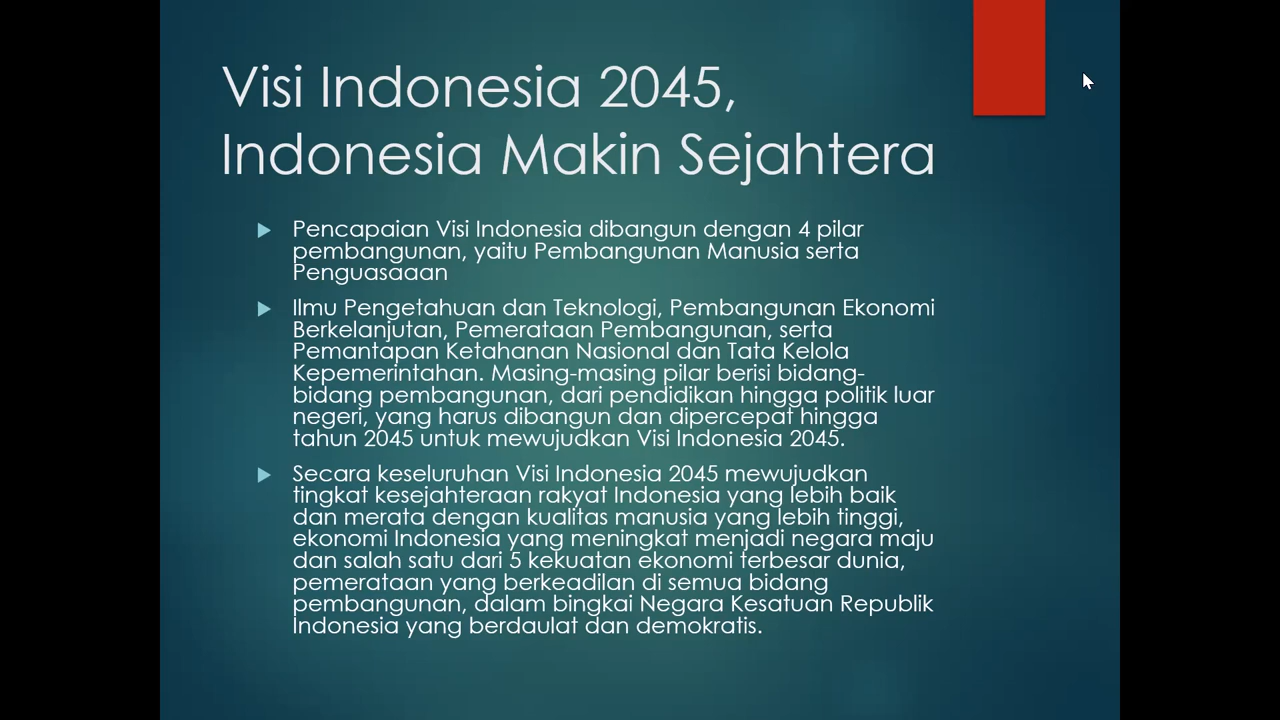 Visi Indonesia 2045,
Indonesia Makin Sejahtera
Pencapaian Visi Indonesia dibangun dengan 4 pilar
pembangunan, yaitu Pembangunan Manusia serta
Penguasaaan
Ilmu Pengetahuan dan Teknologi, Pembangunan Ekonomi
Berkelanjutan, Pemerataan Pembangunan, serta
Pemantapan Ketahanan Nasional dan Tata Kelola
Kepemerintahan. Masing-masing pilar berisi bidang-
bidang pembangunan, dari pendidikan hingga politik luar
negeri, yang harus dibangun dan dipercepat hingga
tahun 2045 untuk mewujudkan Visi Indonesia 2045.
Secara keseluruhan Visi Indonesia 2045 mewujudkan
tingkat kesejahteraan rakyat Indonesia yang lebih baik
dan merata dengan kualitas manusia yang lebih tinggi,
ekonomi Indonesia yang meningkat menjadi negara maju
dan salah satu dari 5 kekuatan ekonomi terbesar dunia,
pemerataan yang berkeadilan di semua bidang
pembangunan, dalam bingkai Negara Kesatuan Republik
Indonesia yang berdaulat dan demokratis.